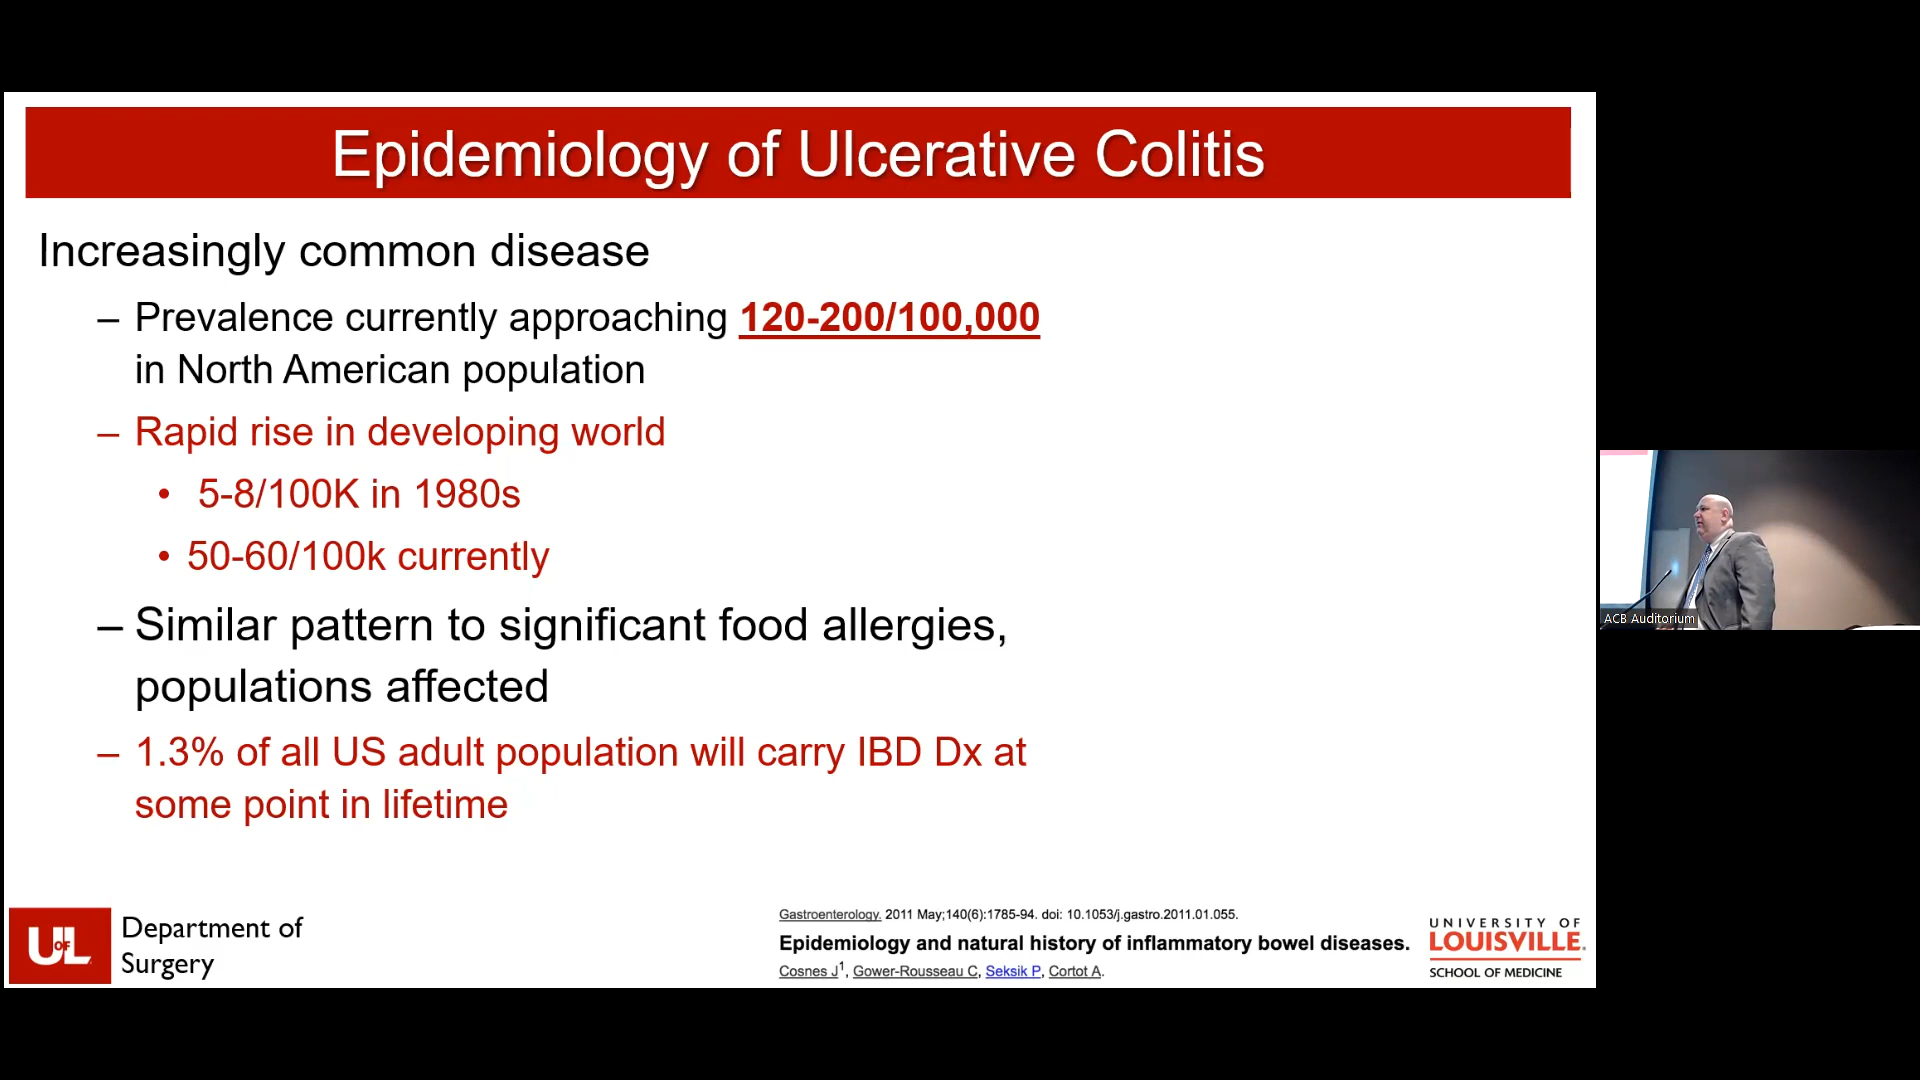 Epidemiology of Ulcerative Colitis
Increasingly common disease
– Prevalence currently approaching 120-200/100,000
in North American population
– Rapid rise in developing world
• 5-8/100K in 1980s
• 50-60/100k currently
– Similar pattern to significant food allergies,
populations affected
– 1.3% of all US adult population will carry IBD Dx at
some point in lifetime
UofL
Department of
Surgery
Gastroenterology. 2011 May;140(6):1785-94. doi: 10.1053/j.gastro.2011.01.055.
Epidemiology and natural history of inflammatory bowel diseases.
Cosnes J1, Gower-Rousseau C, Seksik P, Cortot A.
UNIVERSITY OF
LOUISVILLE.
SCHOOL OF MEDICINE
ACB Auditorium